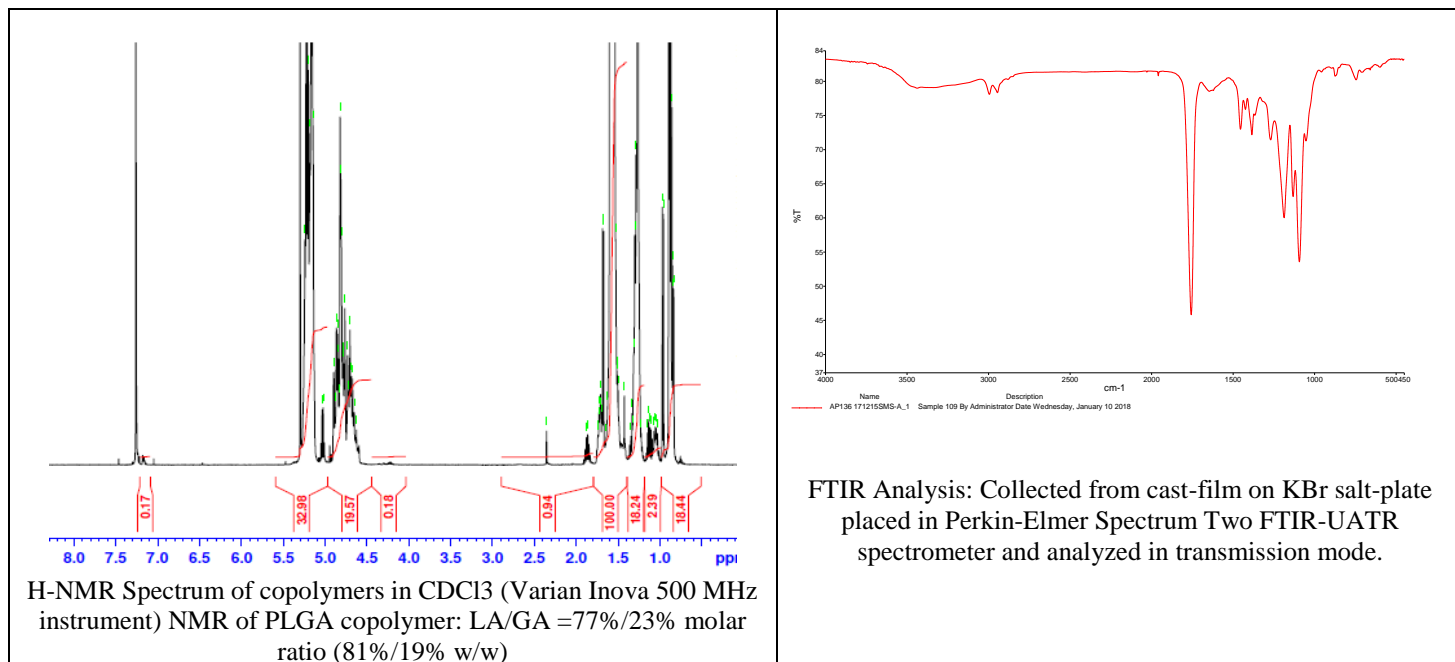 32.98
19.57
0.18
0.17
0.94
100.00
18.24
2.39
18.44
8.0 7.5 7.0 6.5 6.0 5.5 5.0 4.5 4.0 3.5 3.0 2.5 2.0 1.5 1.0 ppm
H-NMR Spectrum of copolymers in CDCl3 (Varian Inova 500 MHz
instrument) NMR of PLGA copolymer: LA/GA =77%/23% molar
ratio (81%/19% w/w)
84
80
75
70
65
60
55
50
45
40
37
%T
4000 3500 3000 2500 2000 1500 1000 500450
cm-1
Name Description
AP136 171215SMS-A_1 Sample 109 By Administrator Date Wednesday, January 10 2018
FTIR Analysis: Collected from cast-film on KBr salt-plate
placed in Perkin-Elmer Spectrum Two FTIR-UATR
spectrometer and analyzed in transmission mode.